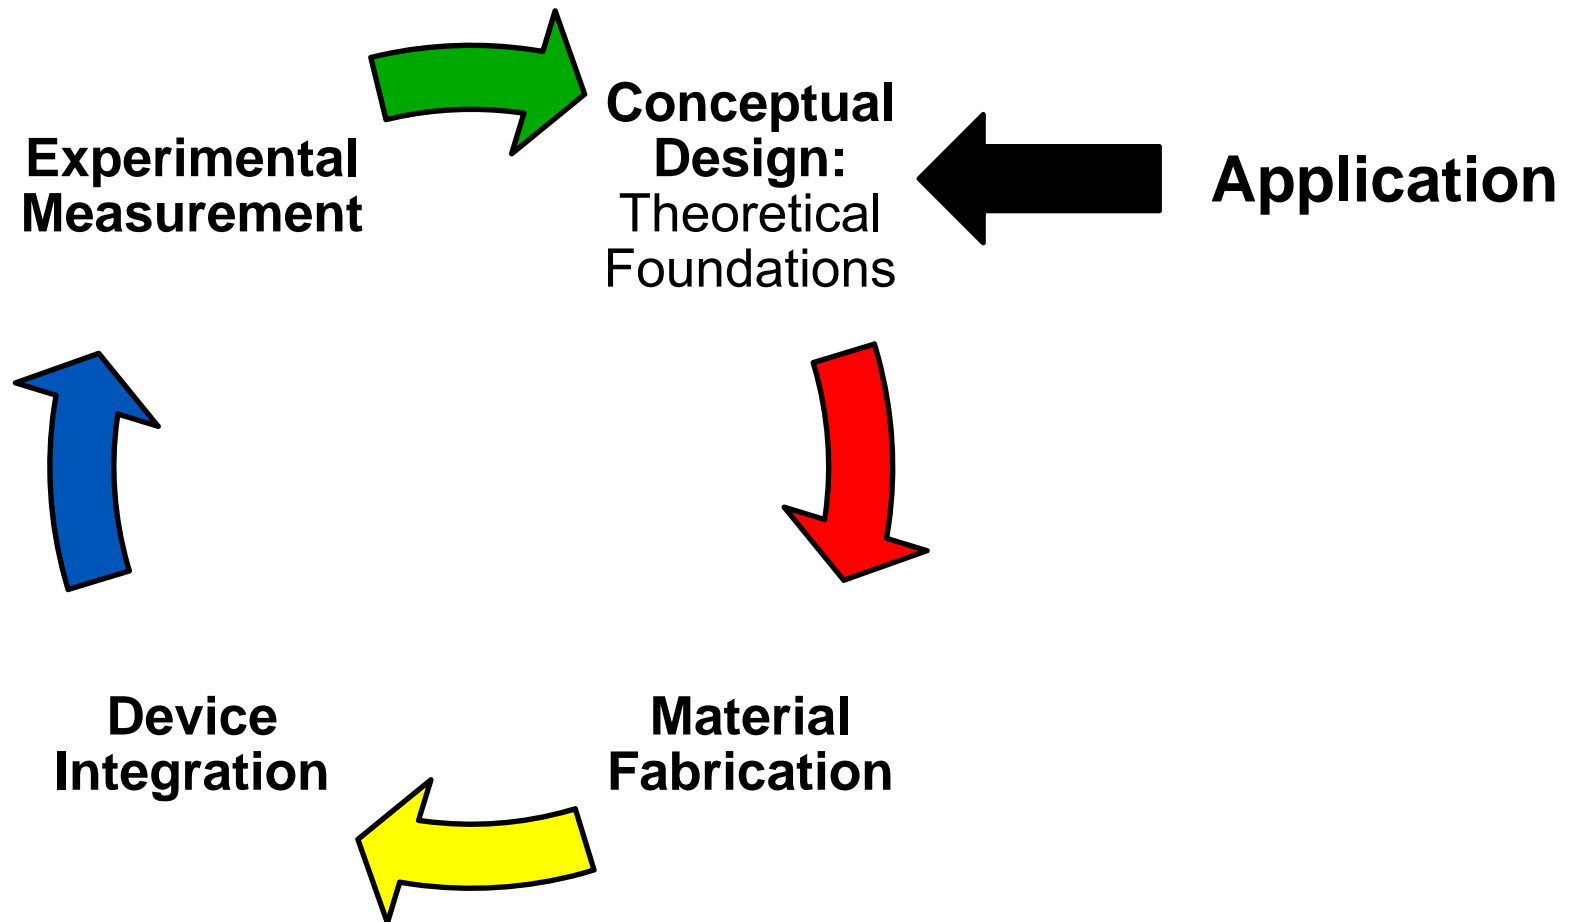 Experimental
Measurement
Conceptual
Design:
Theoretical
Foundations
Application
Device
Integration
Material
Fabrication